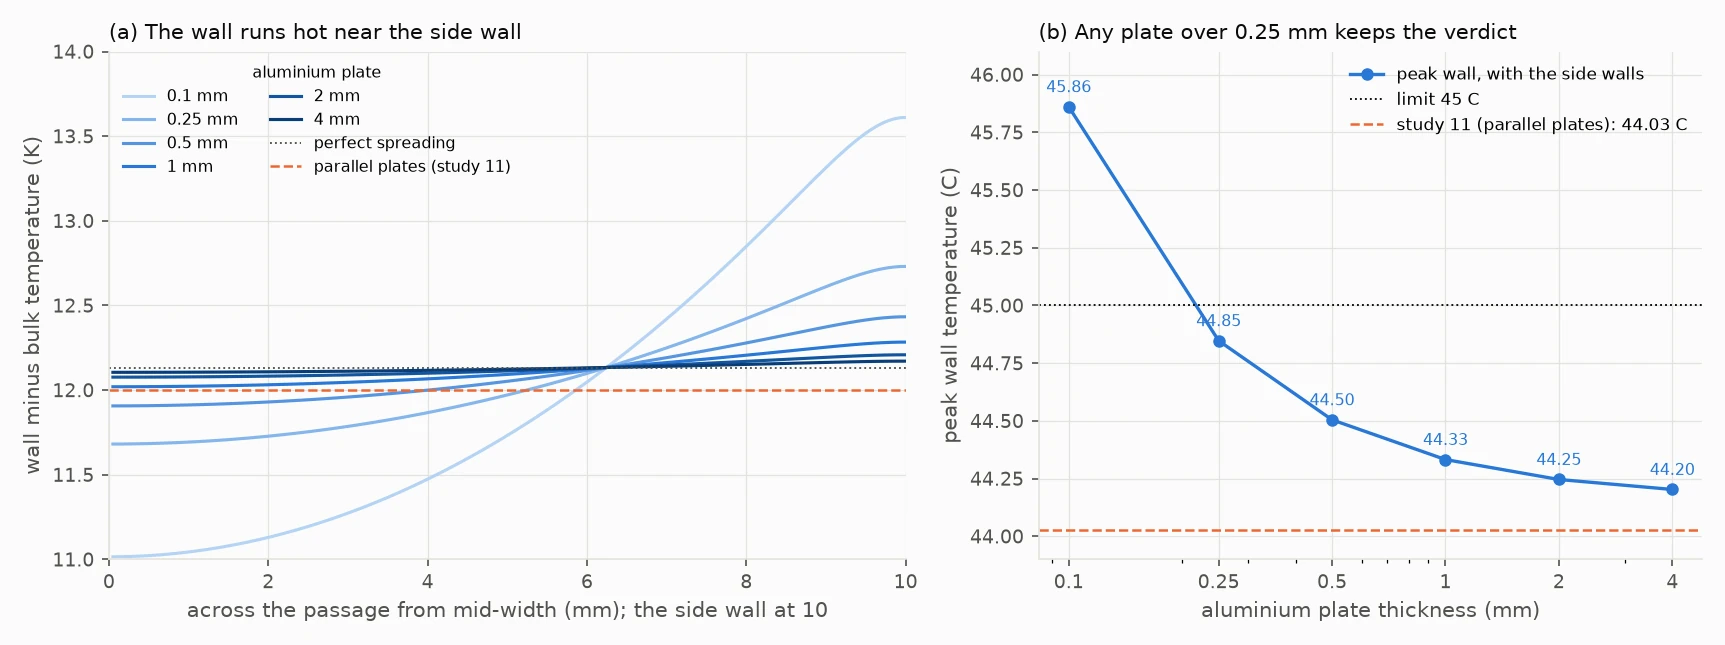 (a) The wall runs hot near the side wall
wall minus bulk temperature (K)
14.0
13.5
13.0
12.5
12.0
11.5
11.0
aluminium plate
0.1 mm
0.25 mm
0.5 mm
1 mm
2 mm
4 mm
perfect spreading
parallel plates (study 11)
0 2 4 6 8 10
across the passage from mid-width (mm); the side wall at 10
(b) Any plate over 0.25 mm keeps the verdict
peak wall temperature (C)
46.00
45.75
45.50
45.25
45.00
44.75
44.50
44.25
44.00
peak wall, with the side walls
limit 45 C
study 11 (parallel plates): 44.03 C
45.86
44.85
44.50
44.33
44.25
44.20
0.1 0.25 0.5 1 2 4
aluminium plate thickness (mm)